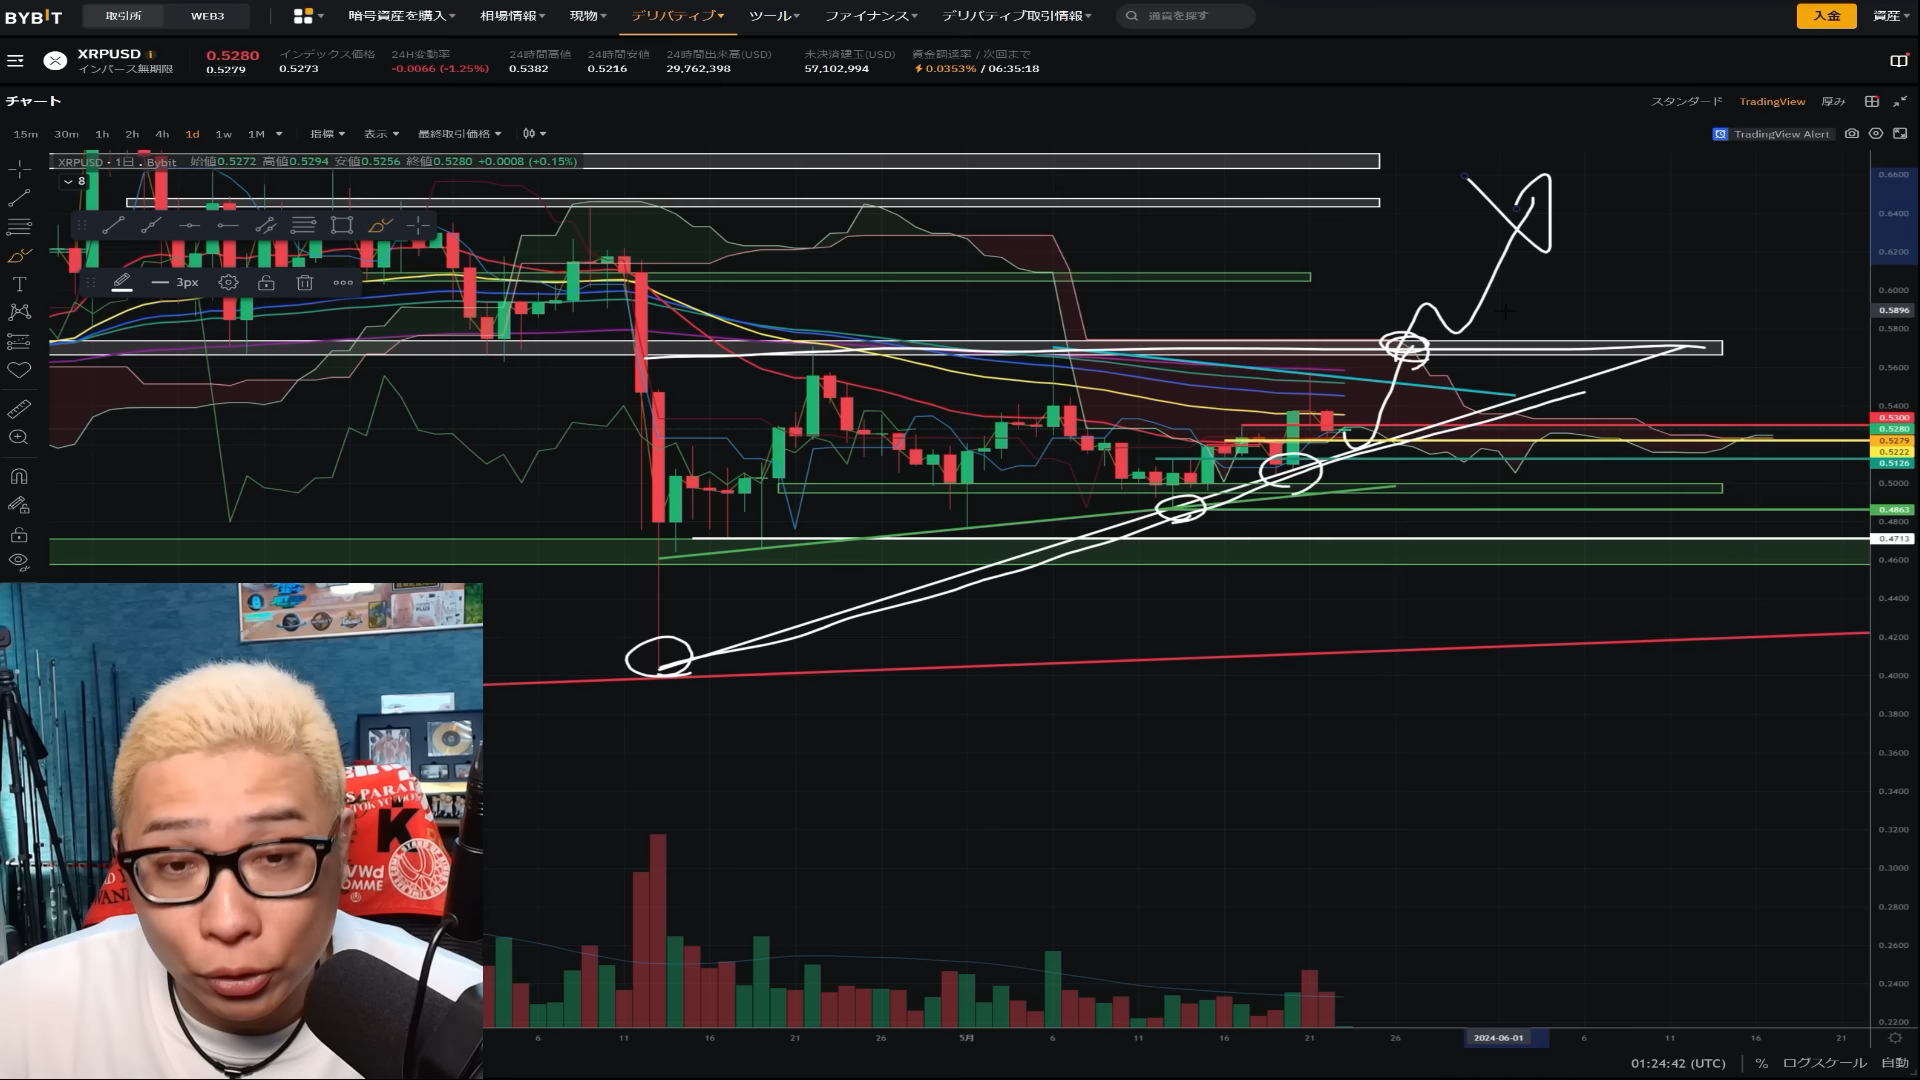 BYBIT 取引所 WEB3 暗号資産を購入 相場情報 現物 デリバティブ ツール ファイナンス デリバティブ取引情報 通貨を探す 入金 資産
XRPUSD 0.5280 インデックス価格 24H変動率 24時間高値 24時間安値 24時間出来高(USD) 未決済建玉(USD) 資金調達率 / 次回まで
インバース無期限 0.5279 0.5273 -0.0066 (-1.25%) 0.5382 0.5216 29,762,398 57,102,994 0.0353% / 06:35:18
チャート スタンダード TradingView 厚み
15m 30m 1h 2h 4h 1d 1w 1M 指標 表示 最終取引価格 TradingView Alert
XRPUSD · 1日 . Bybit 始値0.5272 高値0.5294 安値0.5256 終値0.5280 +0.0008 (+0.15%)
8
3px
0.6600
0.6400
0.6200
0.6000
0.5896
0.5800
0.5600
0.5400
0.5300
0.5280
0.5279
0.5222
0.5126
0.5000
0.4863
0.4800
0.4713
0.4600
0.4400
0.4200
0.4000
0.3800
0.3600
0.3400
0.3200
0.3000
0.2800
0.2600
0.2400
0.2200
S PARA
TOKYO
K
VWd
OMME
WAN
6 11 16 21 26 5月 6 11 16 21 26 2024-06-01 6 11 16 21
01:24:42 (UTC) % ログスケール 自動